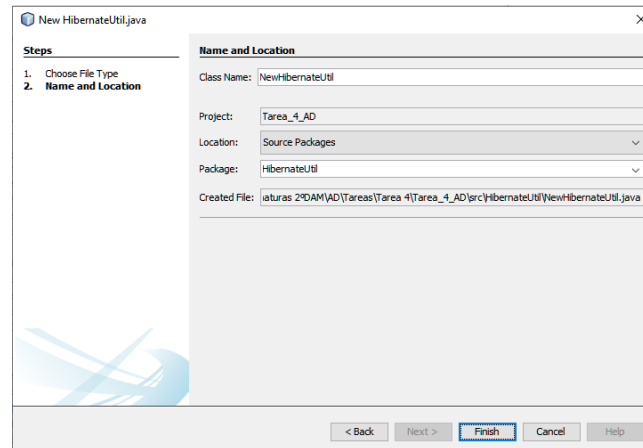 New HibernateUtil.java
Steps
1. Choose File Type
2. Name and Location
Name and Location
Class Name: NewHibernateUtil
Project: Tarea_4_AD
Location: Source Packages
Package: HibernateUtil
Created File: aturas 2ºDAM\AD\Tareas\Tarea 4\Tarea_4_AD\src\HibernateUtil\NewHibernateUtil.java
< Back Next > Finish Cancel Help